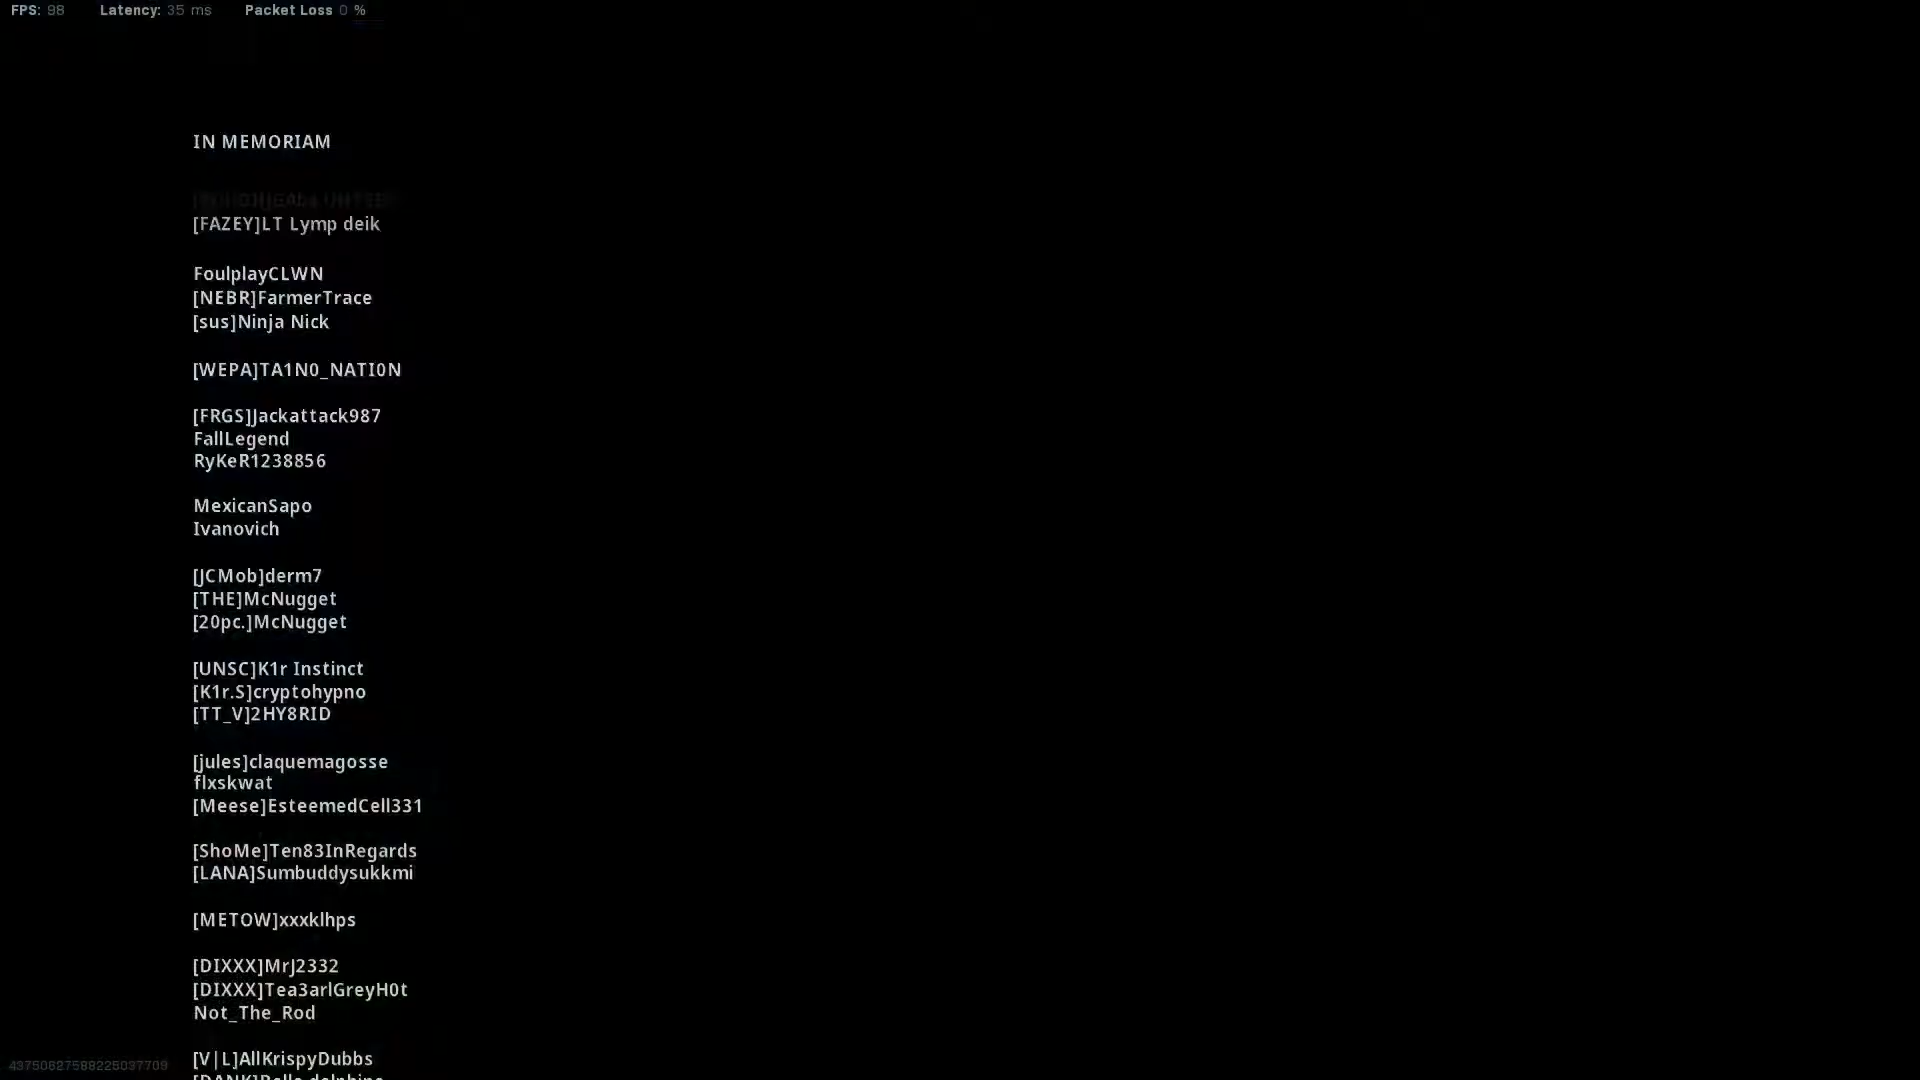 FPS: 98 Latency: 35 ms Packet Loss 0 %
IN MEMORIAM
[FAZEY]LT Lymp deik
FoulplayCLWN
[NEBR]FarmerTrace
[sus]Ninja Nick
[WEPA]TA1N0_NATI0N
[FRGS]Jackattack987
FallLegend
RyKeR1238856
MexicanSapo
Ivanovich
[JCMob]derm7
[THE]McNugget
[20pc.]McNugget
[UNSC]K1r Instinct
[K1r.S]cryptohypno
[TT_V]2HY8RID
[jules]claquemagosse
flxskwat
[Meese]EsteemedCell331
[ShoMe]Ten83InRegards
[LANA]Sumbuddysukkmi
[METOW]xxxklhps
[DIXXX]MrJ2332
[DIXXX]Tea3arlGreyH0t
Not_The_Rod
[V|L]AllKrispyDubbs
43750627588225037709